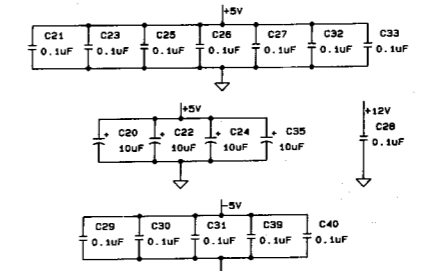 +5V
C21 C23 C25 C26 C27 C32 C33
0.1uF 0.1uF 0.1uF 0.1uF 0.1uF 0.1uF 0.1uF
+5V
+12V
C20 C22 C24 C35
10uF 10uF 10uF 10uF
C28
0.1uF
-5V
C29 C30 C31 C39 C40
0.1uF 0.1uF 0.1uF 0.1uF 0.1uF